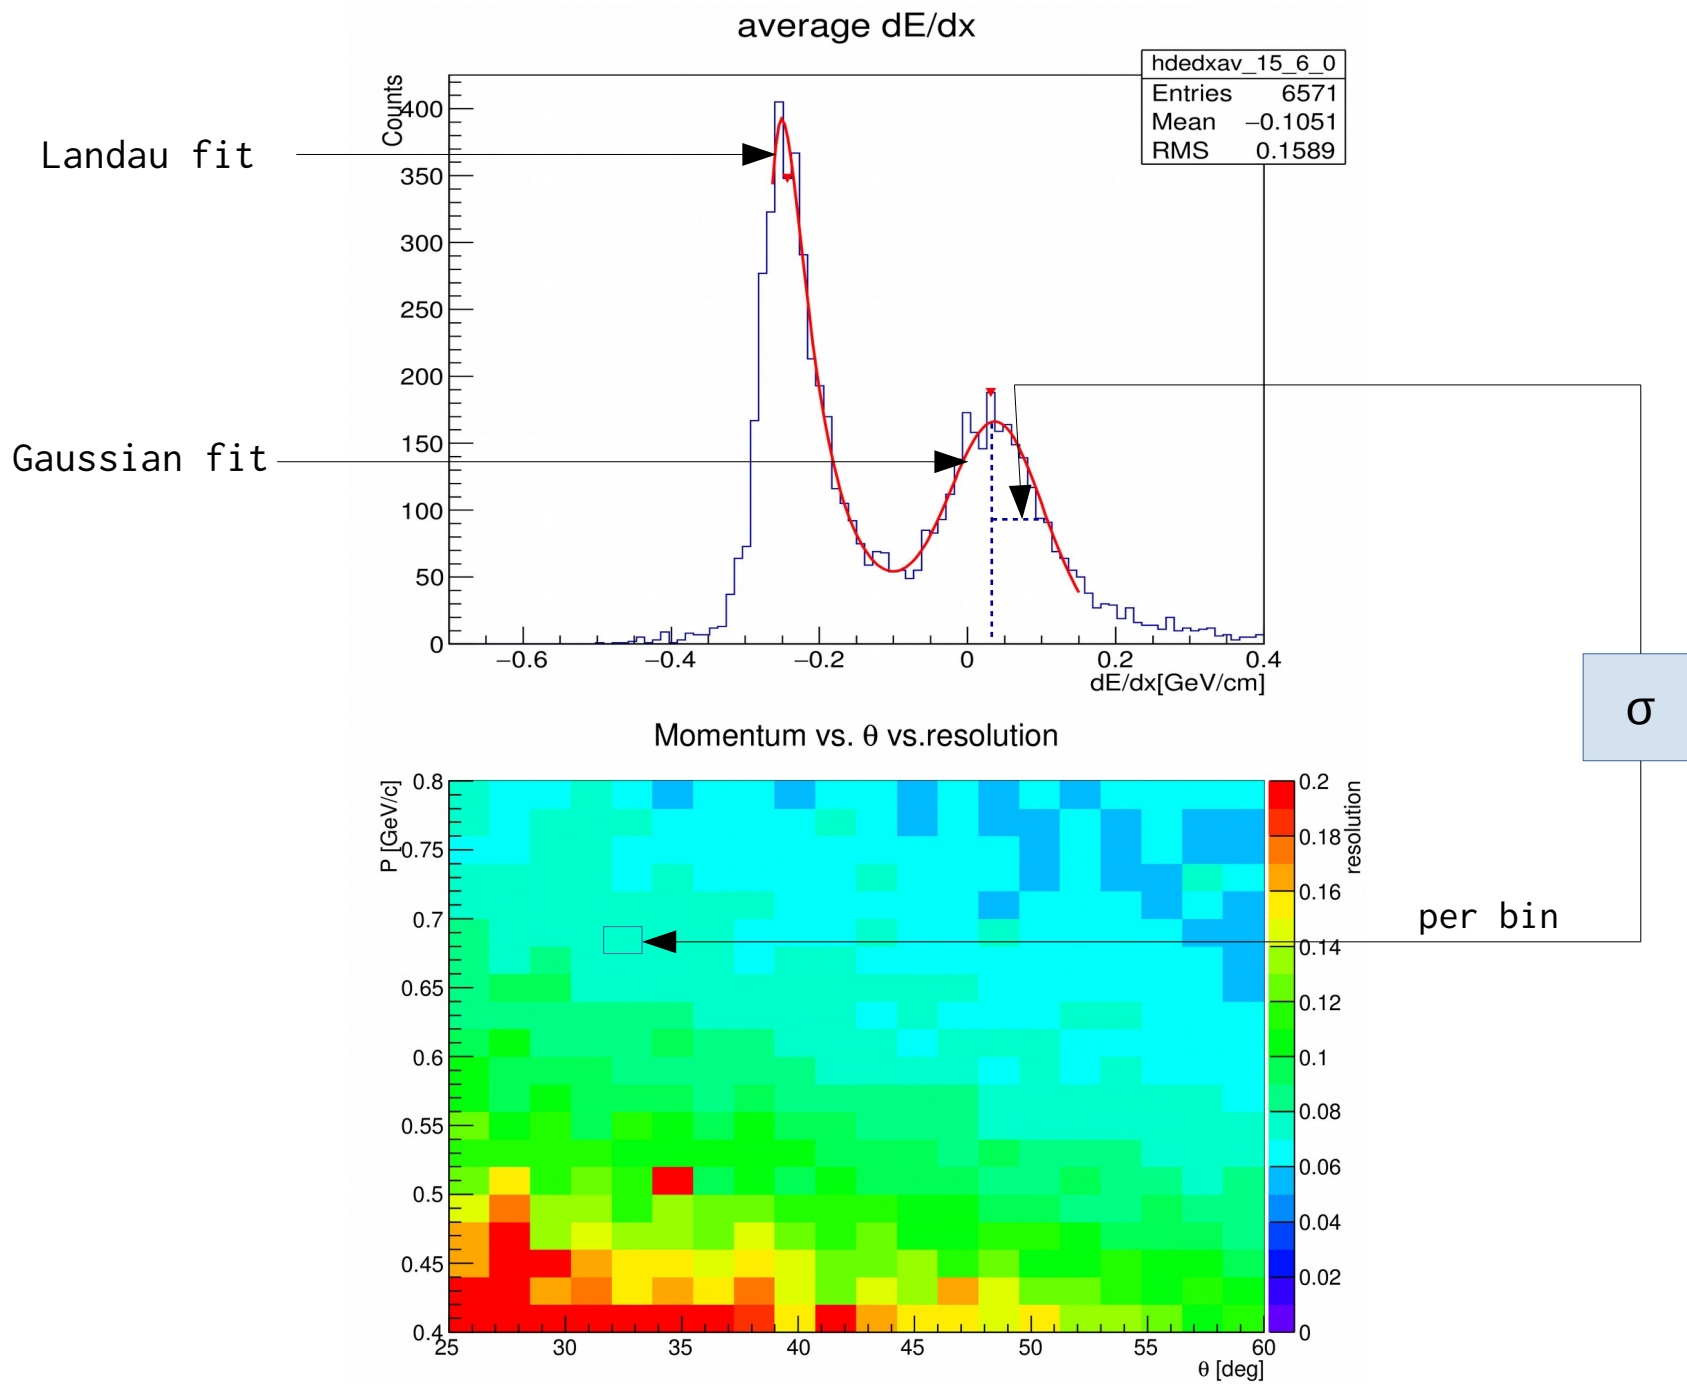 average dE/dx
hdedxav_15_6_0
Entries 6571
Mean −0.1051
RMS 0.1589
Counts
400
350
300
250
200
150
100
50
0
Landau fit
Gaussian fit
−0.6 −0.4 −0.2 0 0.2 0.4
dE/dx[GeV/cm]
σ
Momentum vs. θ vs.resolution
P [GeV/c]
0.8
0.75
0.7
0.65
0.6
0.55
0.5
0.45
0.4
25 30 35 40 45 50 55 60
θ [deg]
0.2
0.18
0.16
0.14
0.12
0.1
0.08
0.06
0.04
0.02
0
resolution
per bin